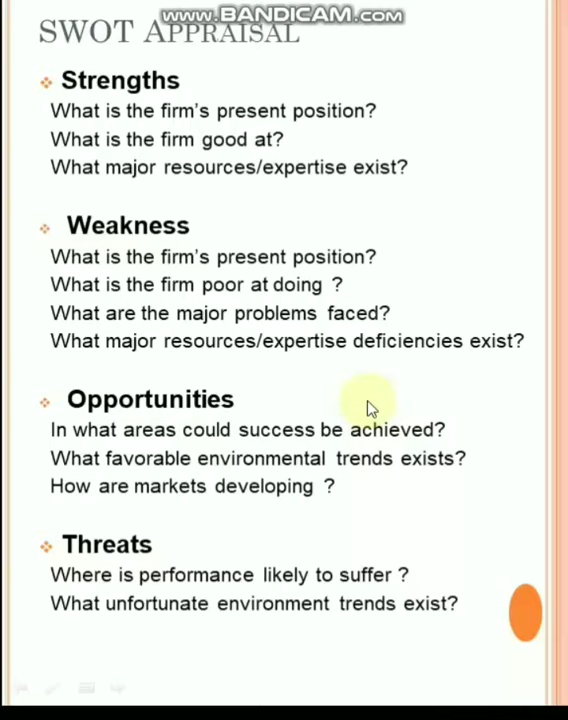 www.BANDICAM.com
SWOT APPRAISAL
Strengths
What is the firm's present position?
What is the firm good at?
What major resources/expertise exist?
Weakness
What is the firm's present position?
What is the firm poor at doing ?
What are the major problems faced?
What major resources/expertise deficiencies exist?
Opportunities
In what areas could success be achieved?
What favorable environmental trends exists?
How are markets developing ?
Threats
Where is performance likely to suffer ?
What unfortunate environment trends exist?